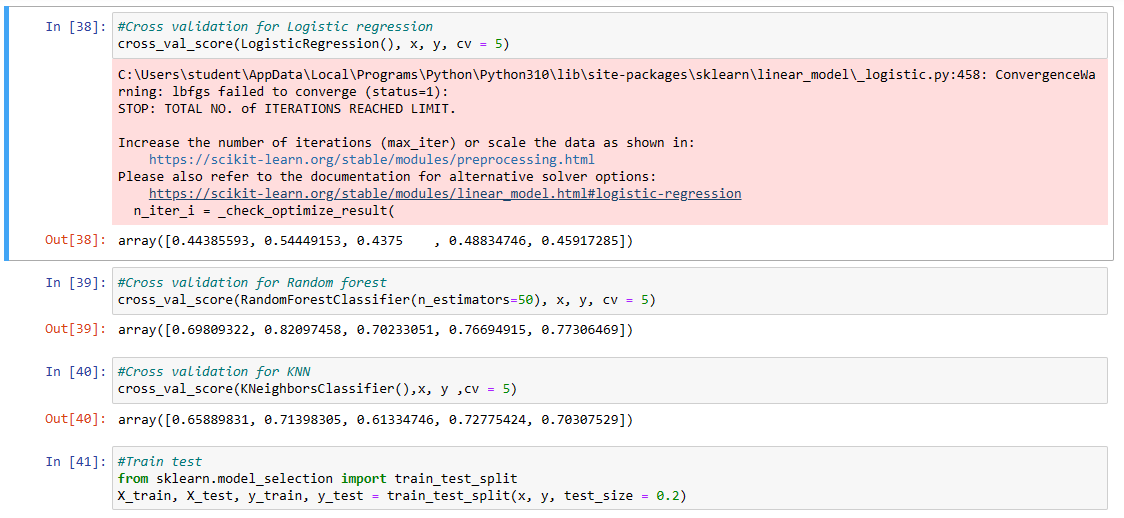 In [38]: #Cross validation for Logistic regression
cross_val_score(LogisticRegression(), x, y, cv = 5)
C:\Users\student\AppData\Local\Programs\Python\Python310\lib\site-packages\sklearn\linear_model\_logistic.py:458: ConvergenceWa
rning: lbfgs failed to converge (status=1):
STOP: TOTAL NO. of ITERATIONS REACHED LIMIT.
Increase the number of iterations (max_iter) or scale the data as shown in:
https://scikit-learn.org/stable/modules/preprocessing.html
Please also refer to the documentation for alternative solver options:
https://scikit-learn.org/stable/modules/linear_model.html#logistic-regression
n_iter_i = _check_optimize_result(
Out[38]: array([0.44385593, 0.54449153, 0.4375    , 0.48834746, 0.45917285])
In [39]: #Cross validation for Random forest
cross_val_score(RandomForestClassifier(n_estimators=50), x, y, cv = 5)
Out[39]: array([0.69809322, 0.82097458, 0.70233051, 0.76694915, 0.77306469])
In [40]: #Cross validation for KNN
cross_val_score(KNeighborsClassifier(),x, y ,cv = 5)
Out[40]: array([0.65889831, 0.71398305, 0.61334746, 0.72775424, 0.70307529])
In [41]: #Train test
from sklearn.model_selection import train_test_split
X_train, X_test, y_train, y_test = train_test_split(x, y, test_size = 0.2)